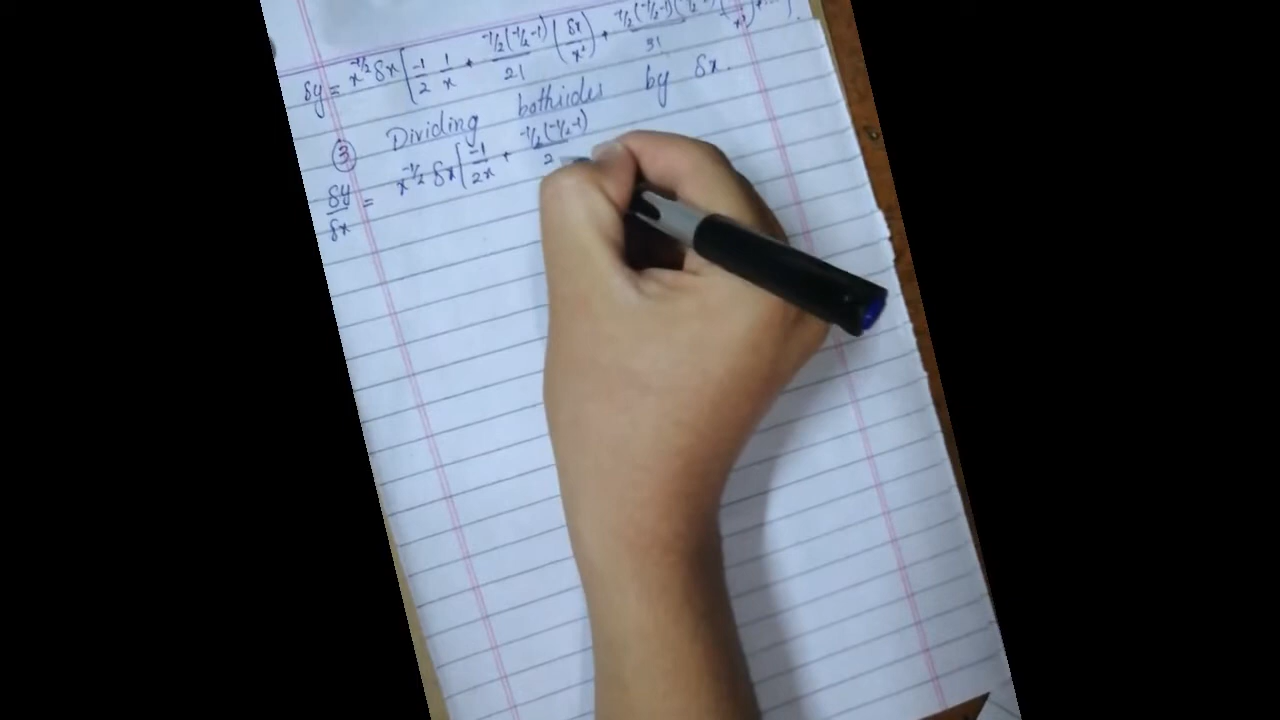 δy = x^-1/2 δx [ -1/2 1/x + -1/2(-1/2-1)/2! (δx/x²) + -1/2(-1/2-1)( /3!
③ Dividing bothsides by δx.
δy/δx = x^-1/2 δx [ -1/2x + -1/2(-1/2-1)/2